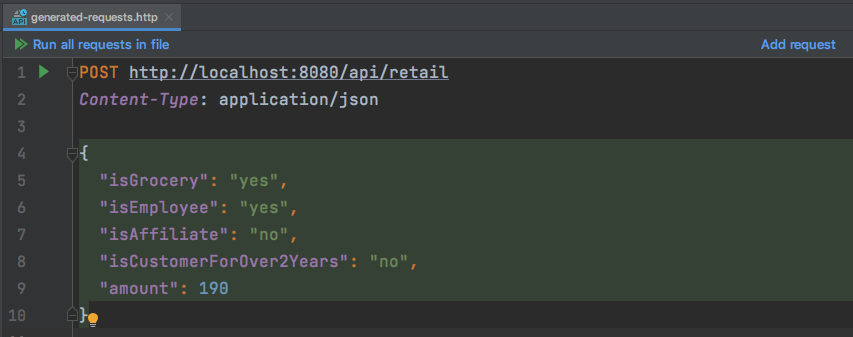 generated-requests.http
API
Run all requests in file
Add request
1 POST http://localhost:8080/api/retail
2 Content-Type: application/json
3
4 {
5 "isGrocery": "yes",
6 "isEmployee": "yes",
7 "isAffiliate": "no",
8 "isCustomerForOver2Years": "no",
9 "amount": 190
10 }